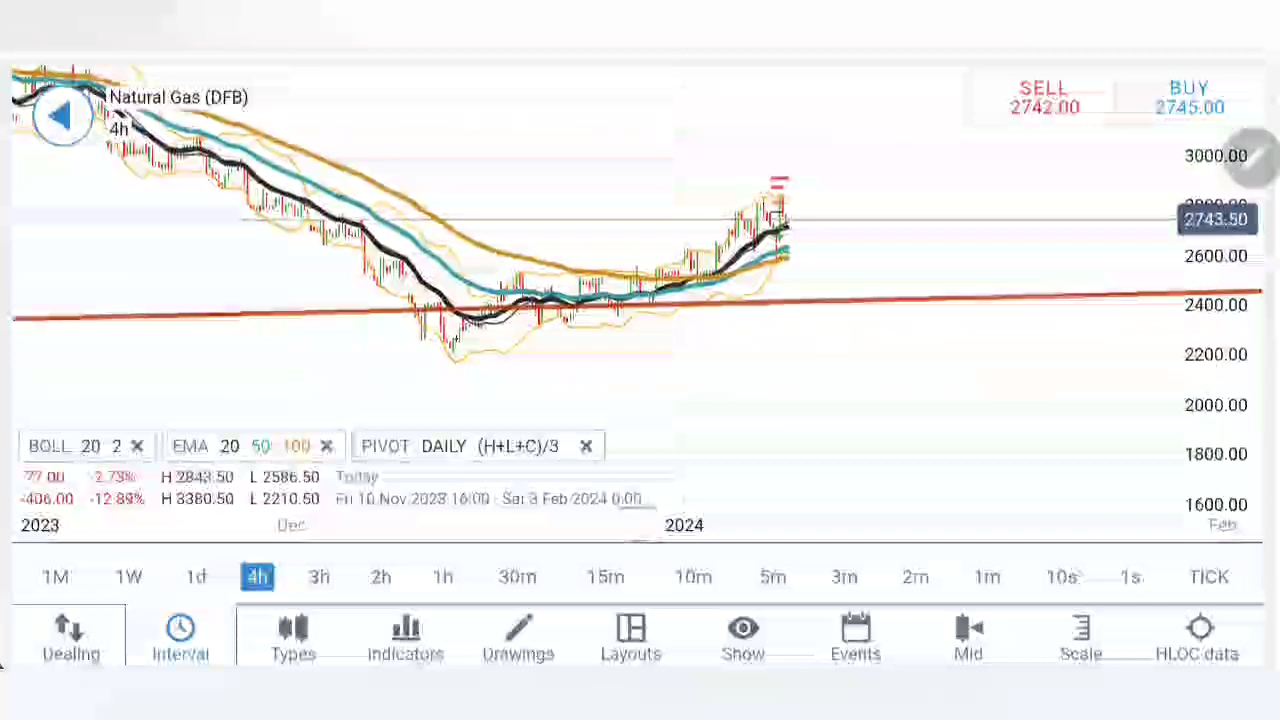 Natural Gas (DFB)
4h
SELL
2742.00
BUY
2745.00
3000.00
2800.00
2743.50
2600.00
2400.00
2200.00
2000.00
1800.00
1600.00
BOLL 20 2
EMA 20 50 100
PIVOT DAILY (H+L+C)/3
77.00 2.73% H 2843.50 L 2586.50 Today
-406.00 -12.89% H 3380.50 L 2210.50 Fri 10 Nov 2023 16:00 - Sat 3 Feb 2024 0:00
2023 Dec 2024 Feb
1M 1W 1d 4h 3h 2h 1h 30m 15m 10m 5m 3m 2m 1m 10s 1s TICK
Dealing Interval Types Indicators Drawings Layouts Show Events Mid Scale HLOC data